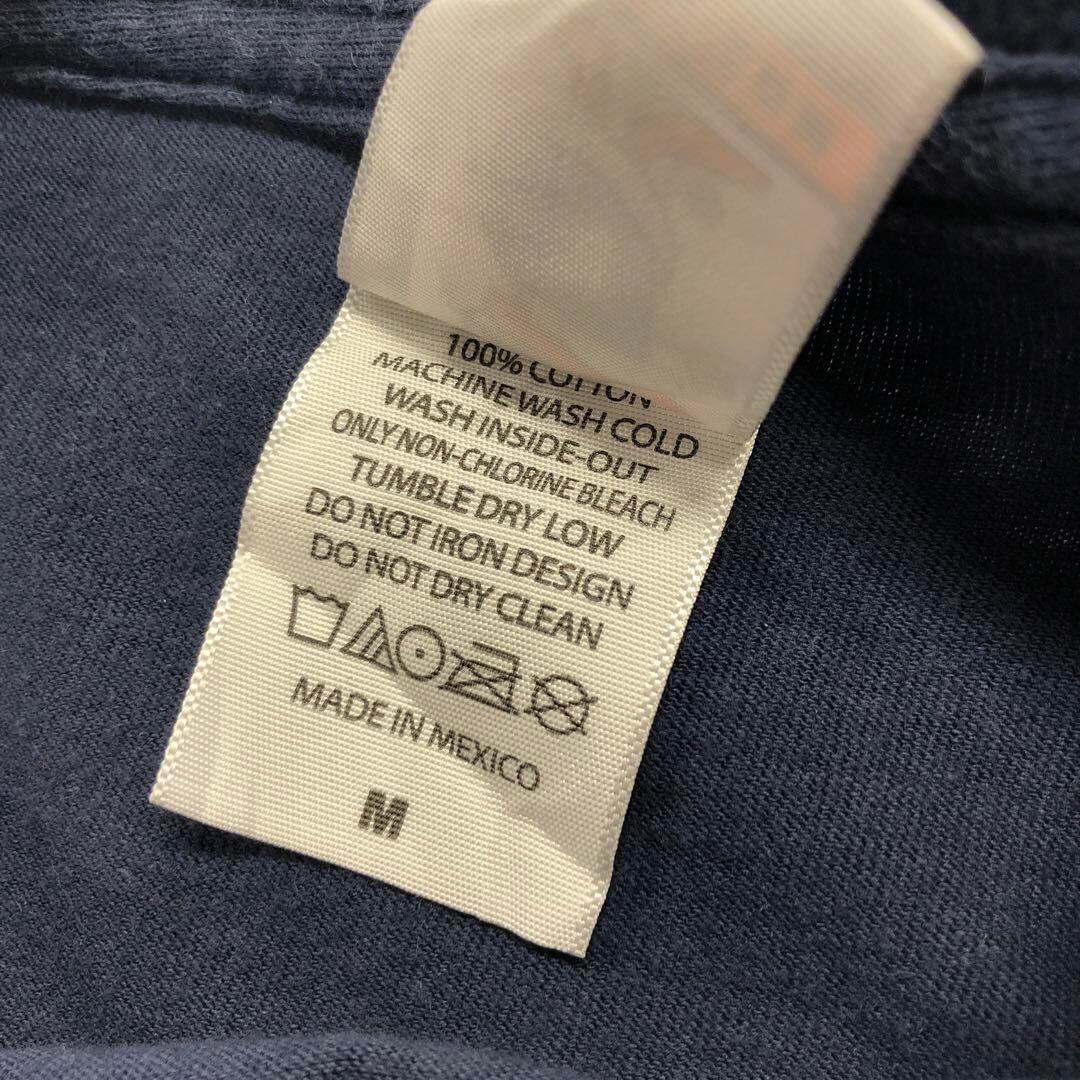 100% COTTON
MACHINE WASH COLD
WASH INSIDE-OUT
ONLY NON-CHLORINE BLEACH
TUMBLE DRY LOW
DO NOT IRON DESIGN
DO NOT DRY CLEAN
MADE IN MEXICO
M